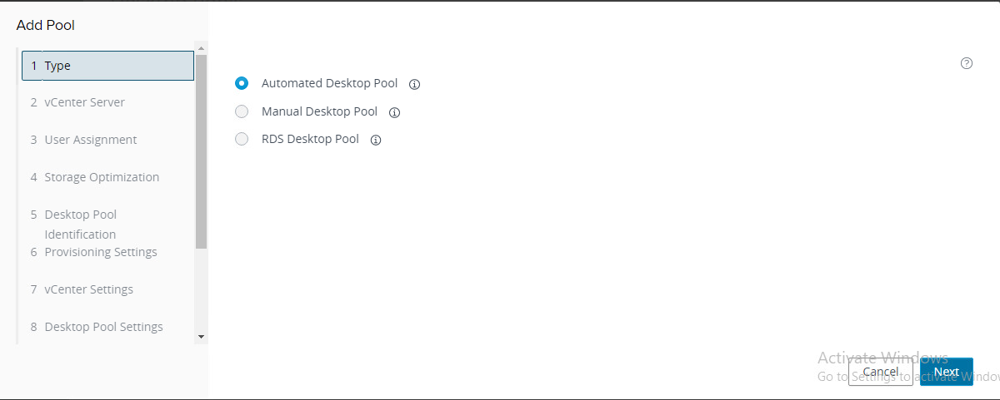 Add Pool
1 Type
2 vCenter Server
3 User Assignment
4 Storage Optimization
5 Desktop Pool
Identification
6 Provisioning Settings
7 vCenter Settings
8 Desktop Pool Settings
Automated Desktop Pool
Manual Desktop Pool
RDS Desktop Pool
Activate Windows
Go to Settings to activate Windo
Cancel
Next